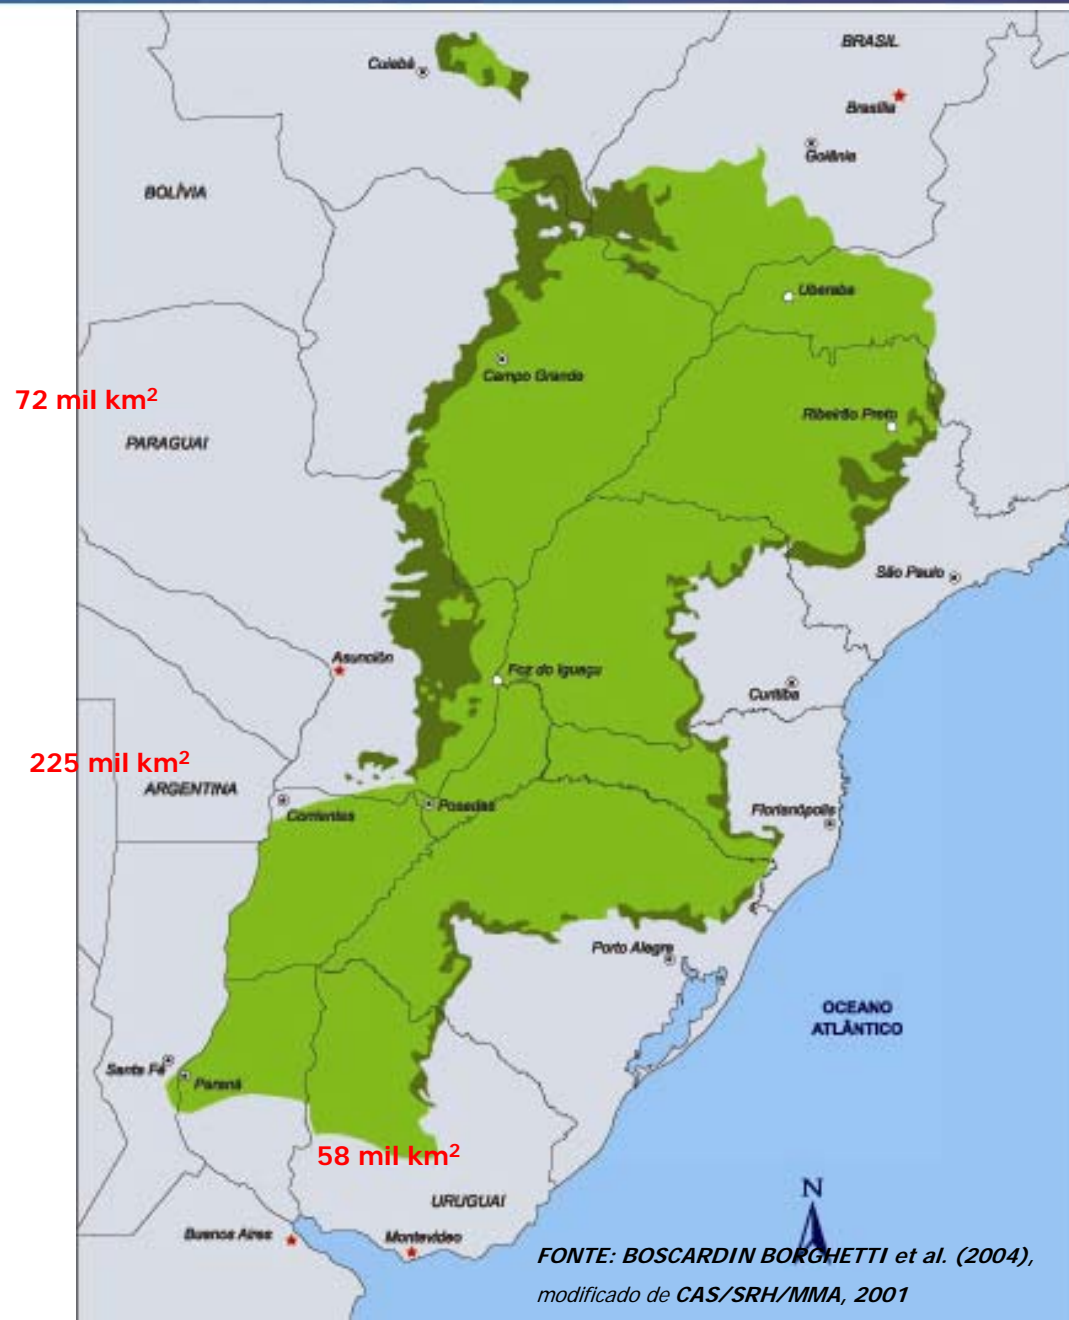 BRASIL
Cuiabá
Brasília
Goiânia
BOLÍVIA
Uberaba
Campo Grande
72 mil km²
Ribeirão Preto
PARAGUAI
São Paulo
Asunción
Foz do Iguaçu
Curitiba
225 mil km²
ARGENTINA
Corrientes
Posadas
Florianópolis
Porto Alegre
OCEANO
ATLÂNTICO
Santa Fé
Paraná
58 mil km²
URUGUAI
N
Buenos Aires
Montevideo
FONTE: BOSCARDIN BORGHETTI et al. (2004),
modificado de CAS/SRH/MMA, 2001